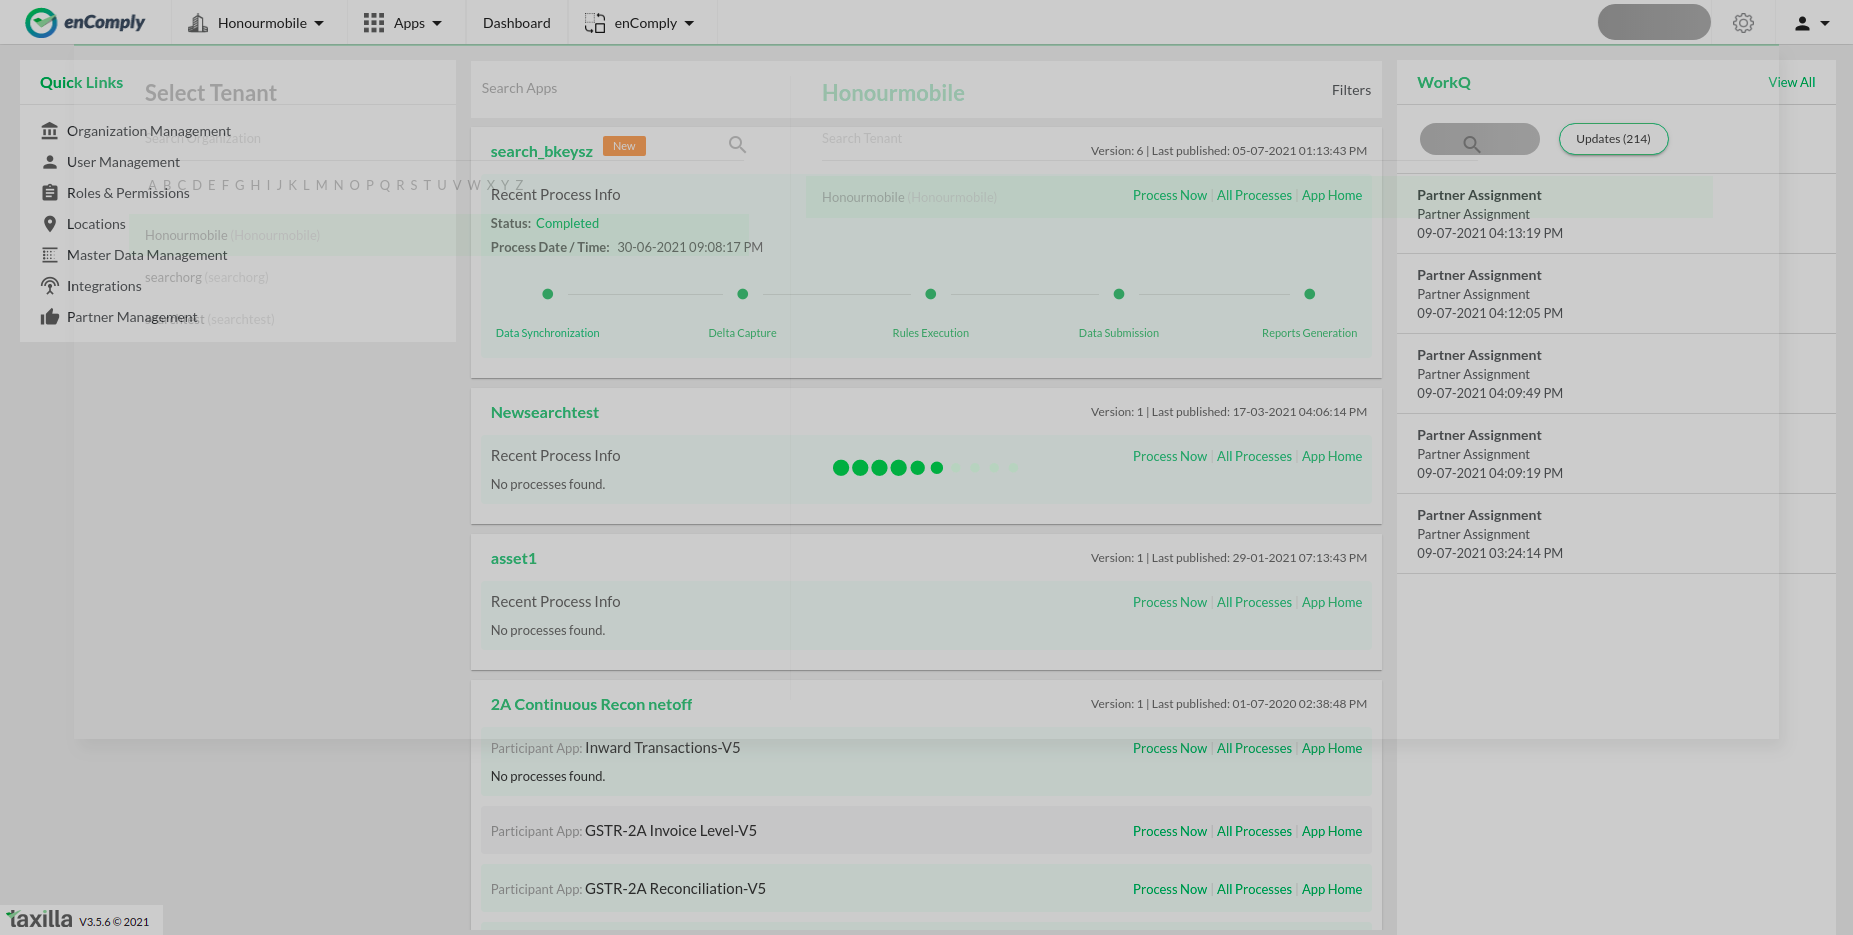 enComply
Honourmobile
Apps
Dashboard
enComply
Quick Links
Organization Management
User Management
Roles & Permissions
Locations
Master Data Management
Integrations
Partner Management
Select Tenant
Search Organization
A B C D E F G H I J K L M N O P Q R S T U V W X Y Z
Honourmobile (Honourmobile)
searchorg (searchorg)
searchtest (searchtest)
Honourmobile
Search Tenant
Honourmobile (Honourmobile)
Search Apps
Filters
search_bkeysz New
Version: 6 | Last published: 05-07-2021 01:13:43 PM
Recent Process Info
Process Now | All Processes | App Home
Status: Completed
Process Date / Time: 30-06-2021 09:08:17 PM
Data Synchronization
Delta Capture
Rules Execution
Data Submission
Reports Generation
Newsearchtest
Version: 1 | Last published: 17-03-2021 04:06:14 PM
Recent Process Info
Process Now | All Processes | App Home
No processes found.
asset1
Version: 1 | Last published: 29-01-2021 07:13:43 PM
Recent Process Info
Process Now | All Processes | App Home
No processes found.
2A Continuous Recon netoff
Version: 1 | Last published: 01-07-2020 02:38:48 PM
Participant App: Inward Transactions-V5
Process Now | All Processes | App Home
No processes found.
Participant App: GSTR-2A Invoice Level-V5
Process Now | All Processes | App Home
Participant App: GSTR-2A Reconciliation-V5
Process Now | All Processes | App Home
WorkQ
View All
Updates (214)
Partner Assignment
Partner Assignment
09-07-2021 04:13:19 PM
Partner Assignment
Partner Assignment
09-07-2021 04:12:05 PM
Partner Assignment
Partner Assignment
09-07-2021 04:09:49 PM
Partner Assignment
Partner Assignment
09-07-2021 04:09:19 PM
Partner Assignment
Partner Assignment
09-07-2021 03:24:14 PM
taxilla V3.5.6 © 2021